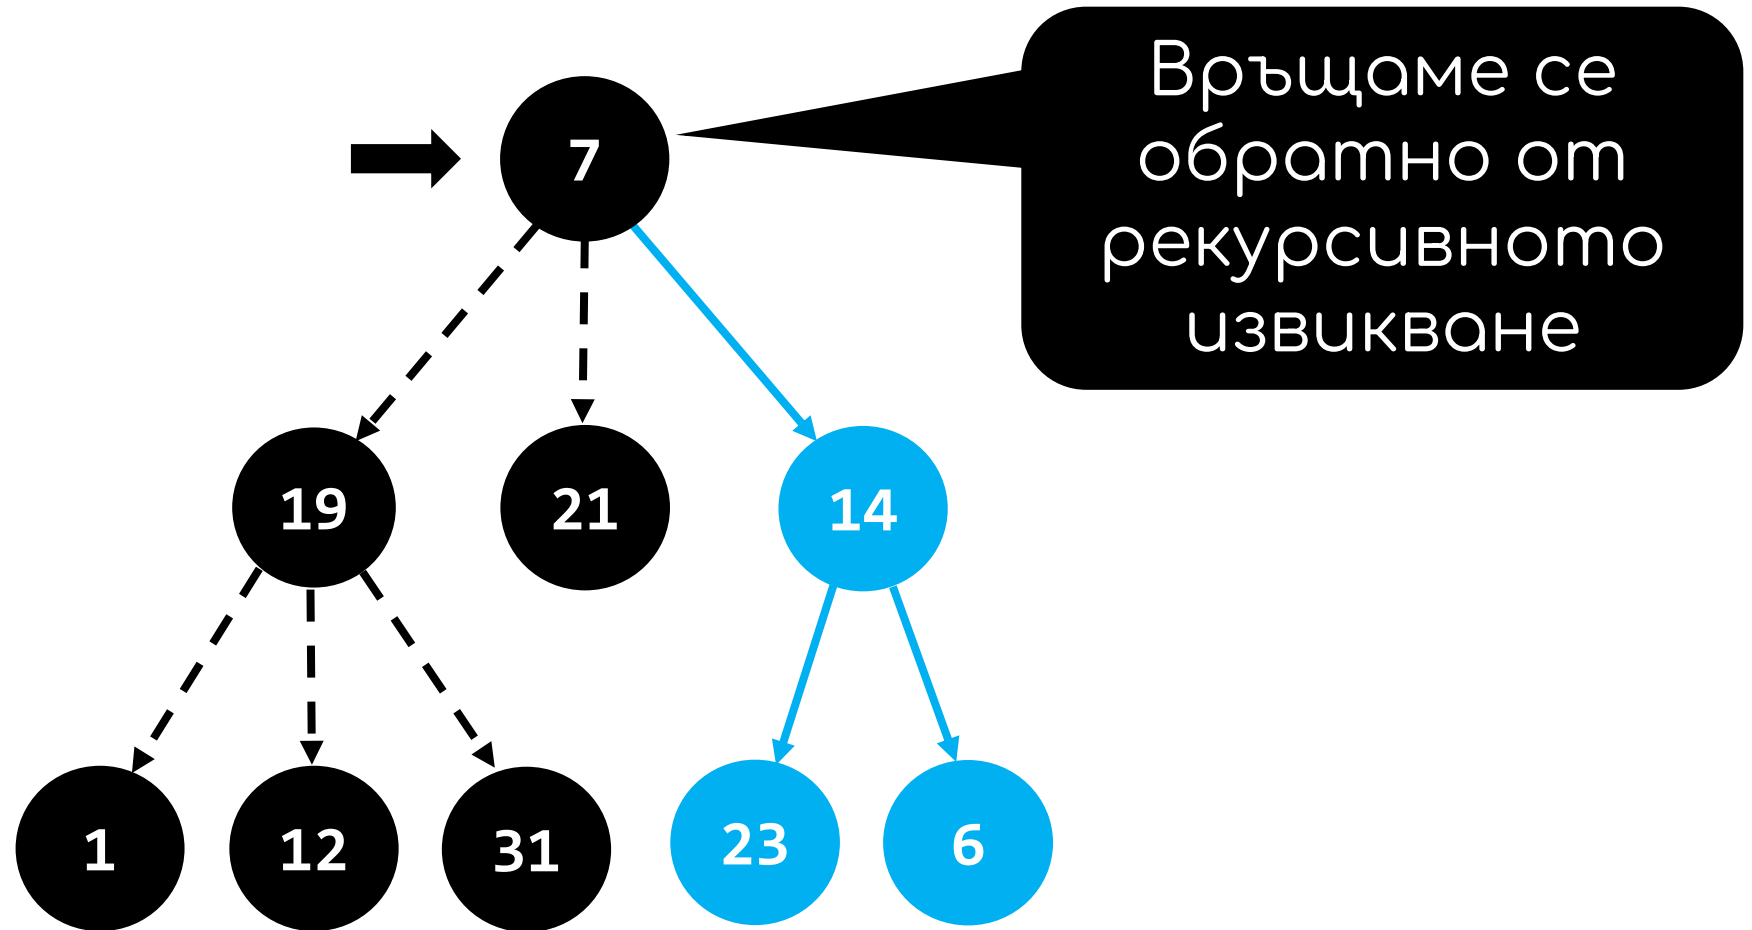 Връщаме се
обратно от
рекурсивното
извикване
7
19
21
14
1
12
31
23
6